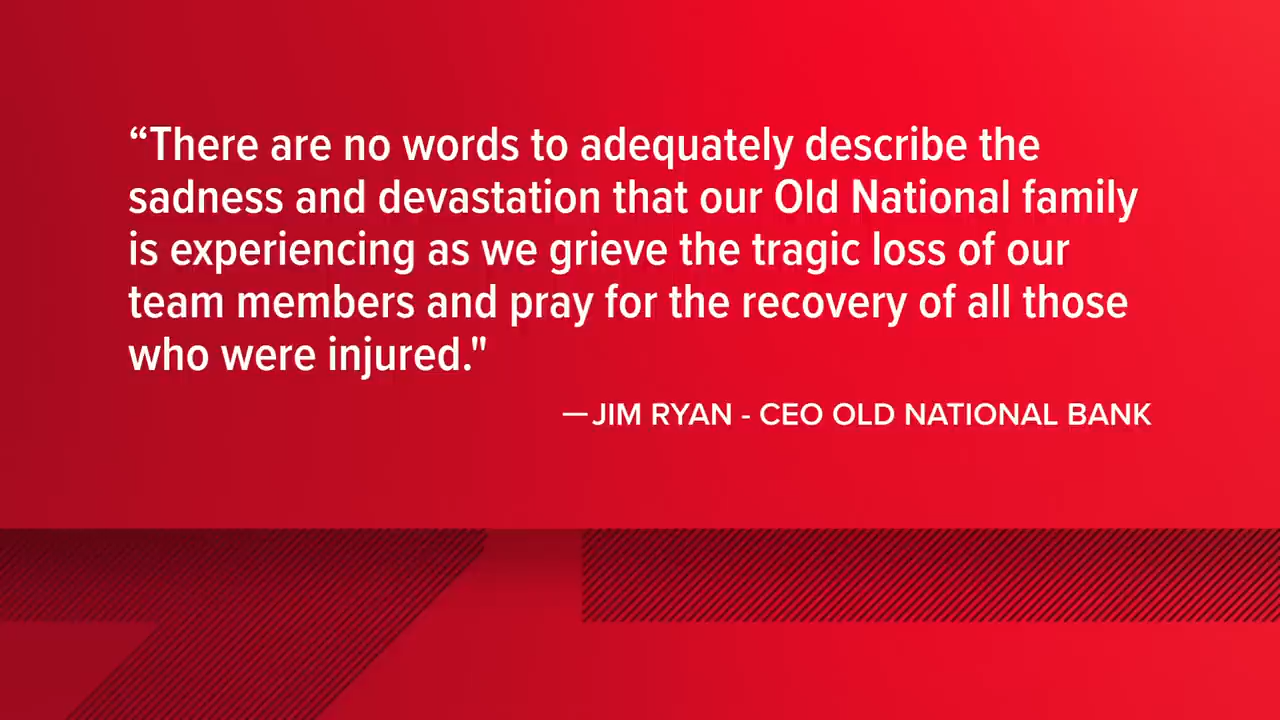 “There are no words to adequately describe the
sadness and devastation that our Old National family
is experiencing as we grieve the tragic loss of our
team members and pray for the recovery of all those
who were injured."
—JIM RYAN - CEO OLD NATIONAL BANK